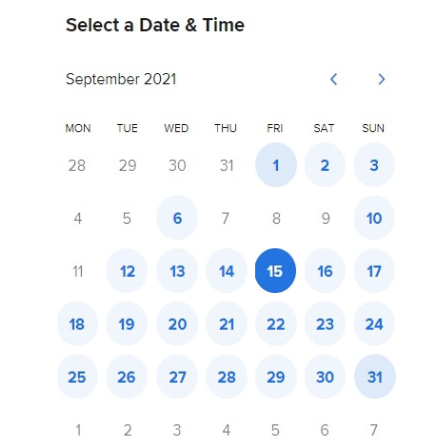 Select a Date & Time
September 2021
MON TUE WED THU FRI SAT SUN
28 29 30 31 1 2 3
4 5 6 7 8 9 10
11 12 13 14 15 16 17
18 19 20 21 22 23 24
25 26 27 28 29 30 31
1 2 3 4 5 6 7